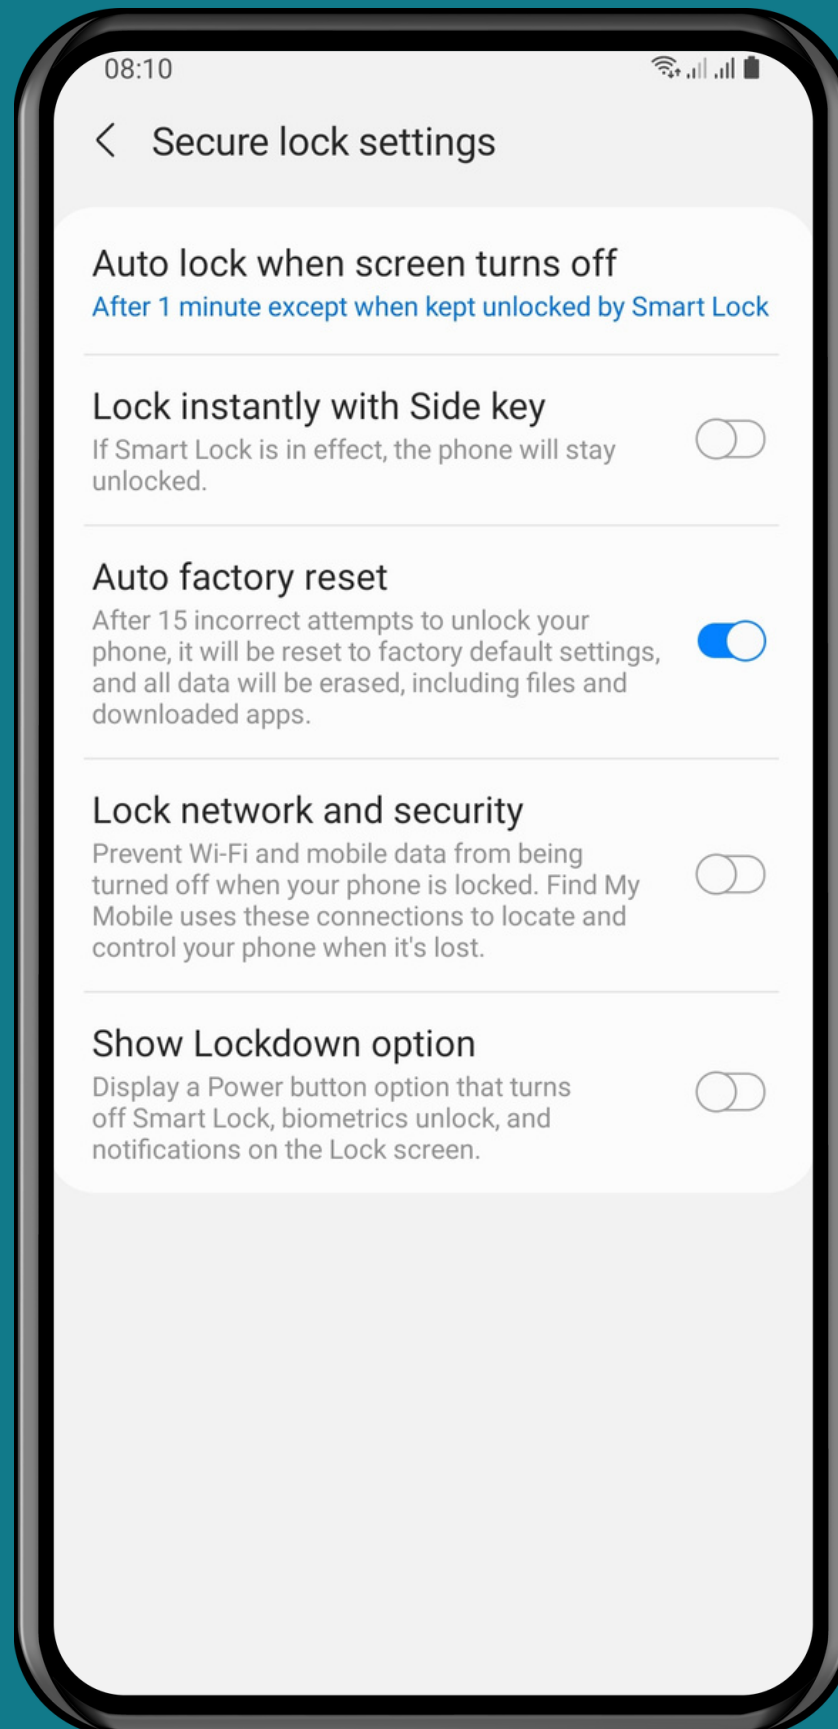 08:10
Secure lock settings
Auto lock when screen turns off
After 1 minute except when kept unlocked by Smart Lock
Lock instantly with Side key
If Smart Lock is in effect, the phone will stay
unlocked.
Auto factory reset
After 15 incorrect attempts to unlock your
phone, it will be reset to factory default settings,
and all data will be erased, including files and
downloaded apps.
Lock network and security
Prevent Wi-Fi and mobile data from being
turned off when your phone is locked. Find My
Mobile uses these connections to locate and
control your phone when it's lost.
Show Lockdown option
Display a Power button option that turns
off Smart Lock, biometrics unlock, and
notifications on the Lock screen.